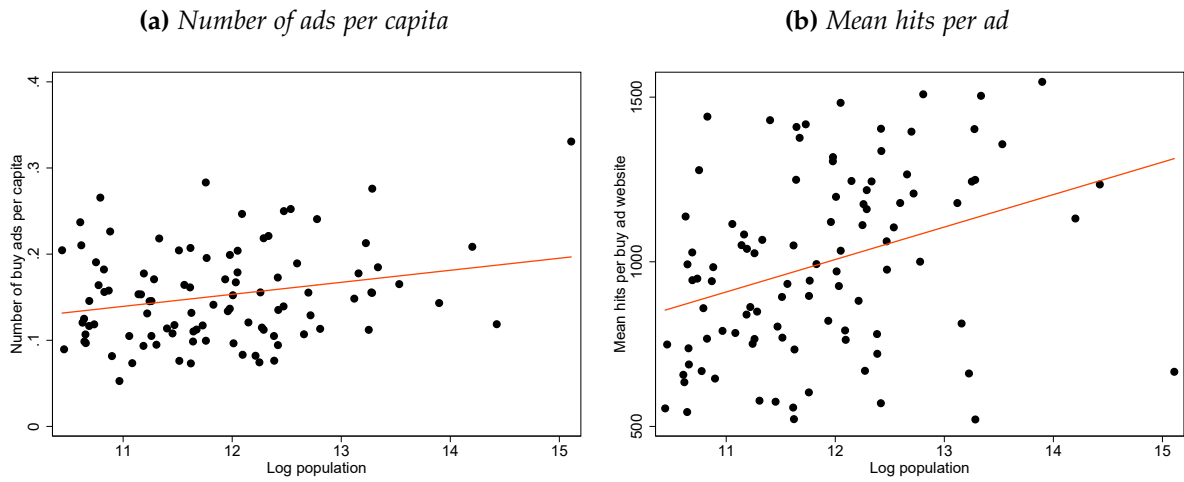 (a) Number of ads per capita
Number of buy ads per capita
.4
.3
.2
.1
0
11 12 13 14 15
Log population
(b) Mean hits per ad
Mean hits per buy ad website
1500
1000
500
11 12 13 14 15
Log population